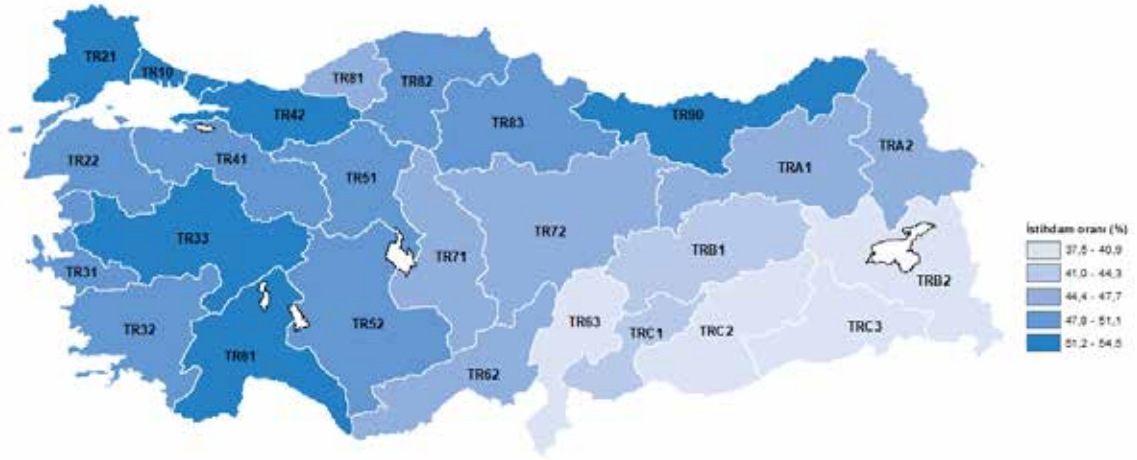 TR21
TR10
TR81
TR82
TR42
TR90
TR83
TRA2
TR22
TR41
TRA1
TR51
TR33
TR72
TR71
TRB1
TR31
TRB2
TR32
TR52
TR63
TRC1
TRC2
TRC3
TR61
TR62
İstihdam oranı (%)
37,5 - 40,9
41,0 - 44,3
44,4 - 47,7
47,8 - 51,1
51,2 - 54,5